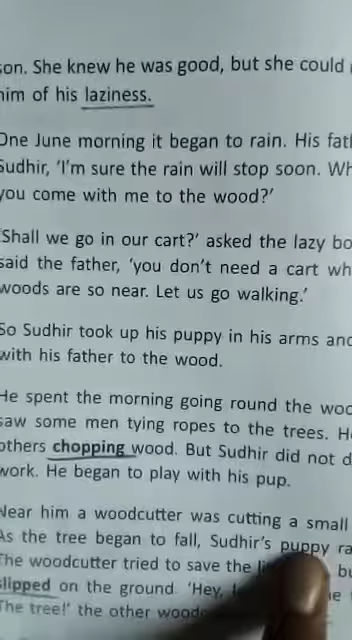 son. She knew he was good, but she could
him of his laziness.
One June morning it began to rain. His
Sudhir, 'I'm sure the rain will stop soon.
you come with me to the wood?'
'Shall we go in our cart?' asked the lazy
said the father, 'you don't need a cart
woods are so near. Let us go walking.'
So Sudhir took up his puppy in his arms and
with his father to the wood.
He spent the morning going round the
saw some men tying ropes to the trees.
others chopping wood. But Sudhir did not
work. He began to play with his pup.
Near him a woodcutter was cutting a small
As the tree began to fall, Sudhir's puppy
The woodcutter tried to save the
slipped on the ground. 'Hey,
The tree!' the other